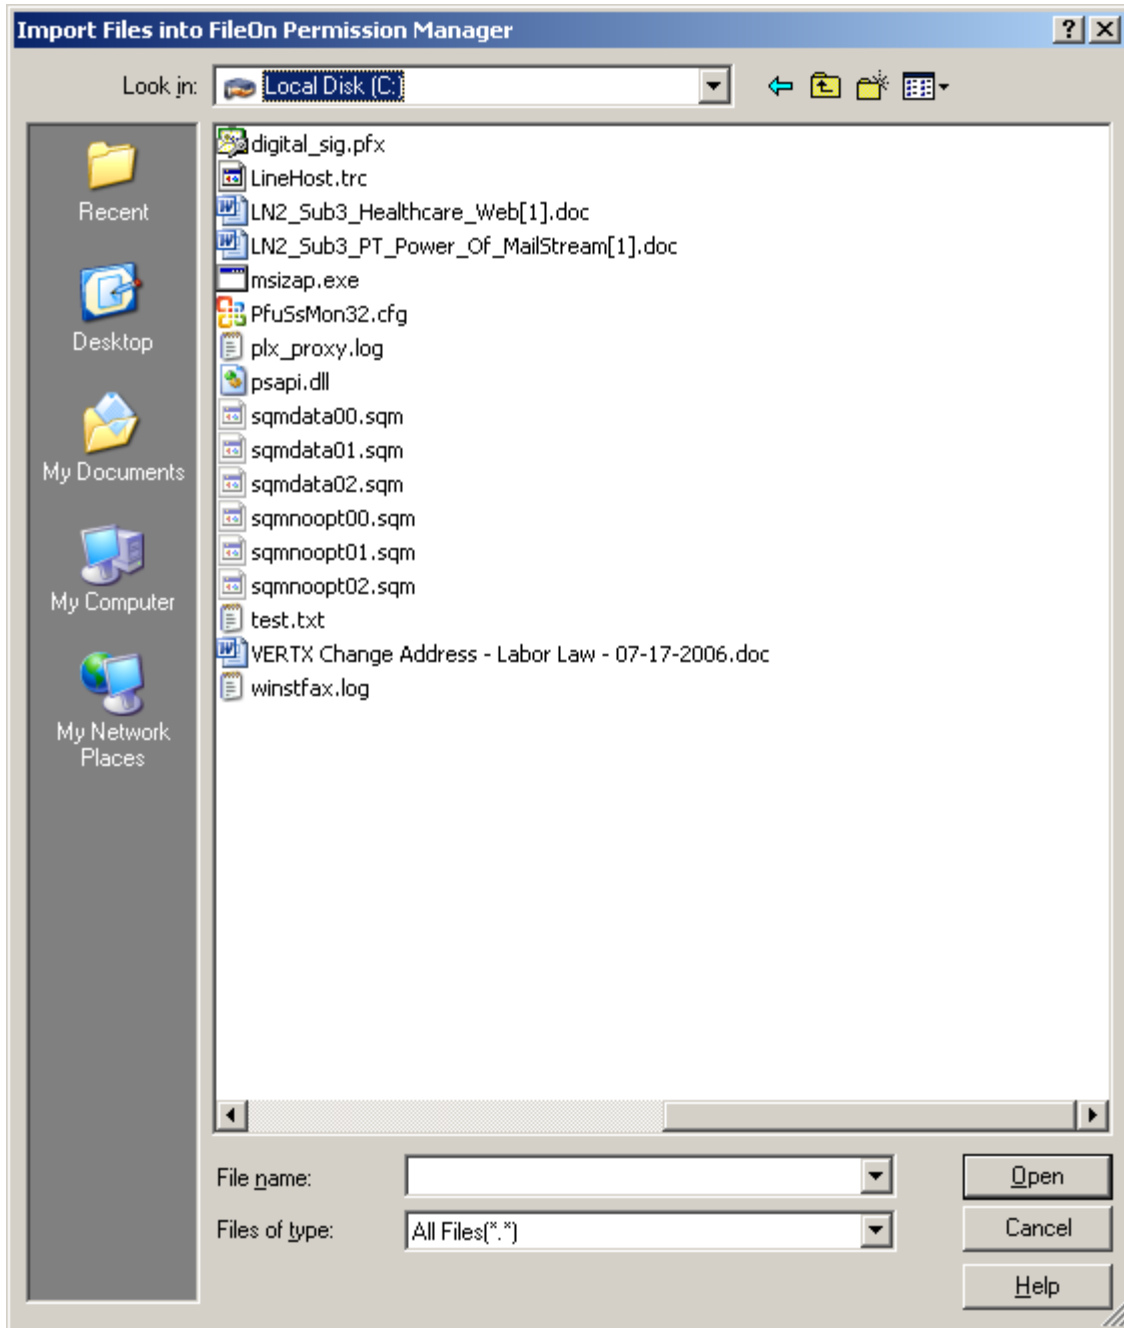 Import Files into FileOn Permission Manager
Look in:
Local Disk (C:)
Recent
Desktop
My Documents
My Computer
My Network
Places
digital_sig.pfx
LineHost.trc
LN2_Sub3_Healthcare_Web[1].doc
LN2_Sub3_PT_Power_Of_MailStream[1].doc
msizap.exe
PfuSsMon32.cfg
plx_proxy.log
psapi.dll
sqmdata00.sqm
sqmdata01.sqm
sqmdata02.sqm
sqmnoopt00.sqm
sqmnoopt01.sqm
sqmnoopt02.sqm
test.txt
VERTX Change Address - Labor Law - 07-17-2006.doc
winstfax.log
File name:
Open
Files of type:
All Files(*.*)
Cancel
Help